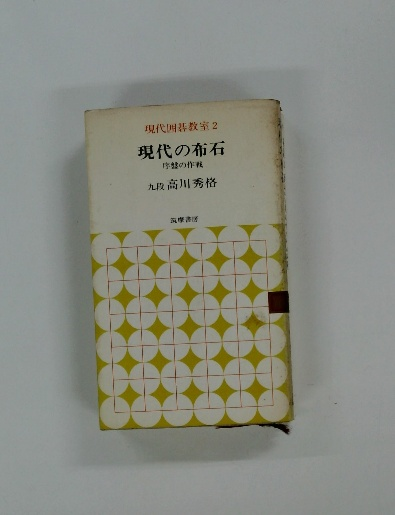 現代囲碁教室2
現代の布石
序盤の作戦
九段 高川秀格
筑摩書房